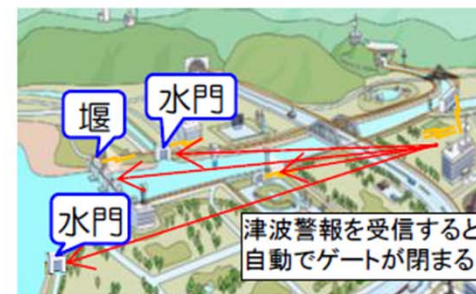 水門
堰
水門
津波警報を受信すると
自動でゲートが閉まる